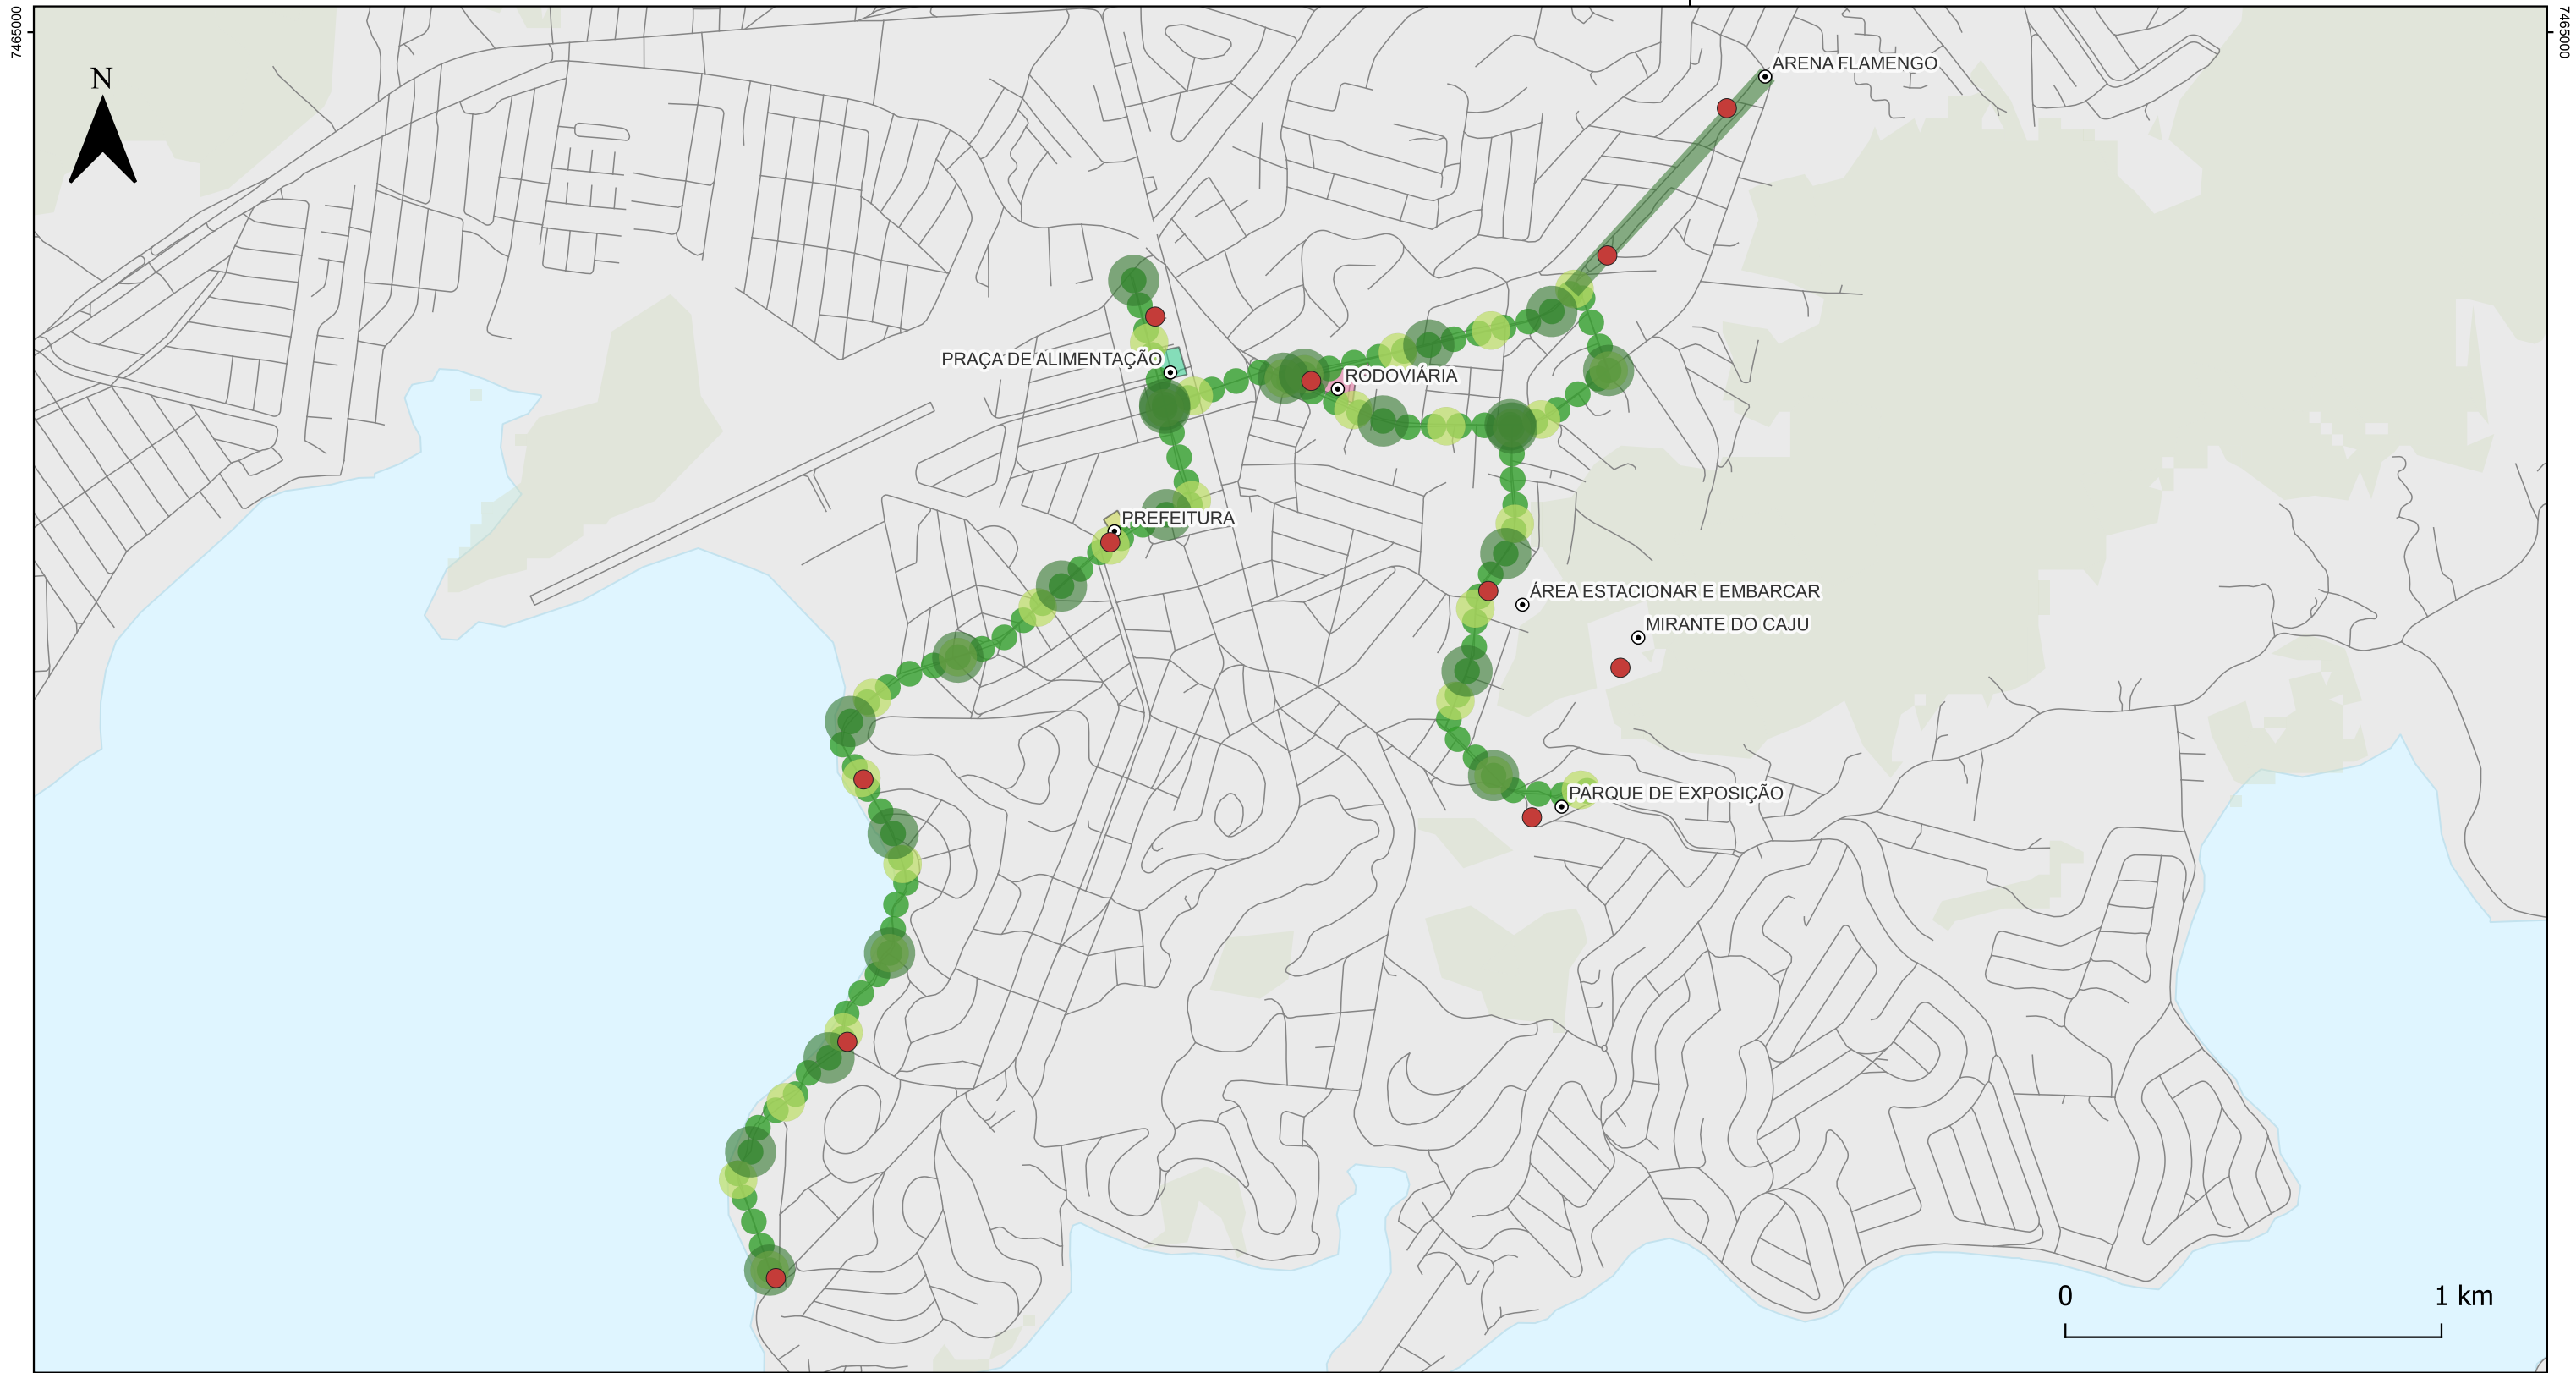 7465000
7465000
N
ARENA FLAMENGO
PRAÇA DE ALIMENTAÇÃO
RODOVIÁRIA
PREFEITURA
ÁREA ESTACIONAR E EMBARCAR
MIRANTE DO CAJU
PARQUE DE EXPOSIÇÃO
0 1 km